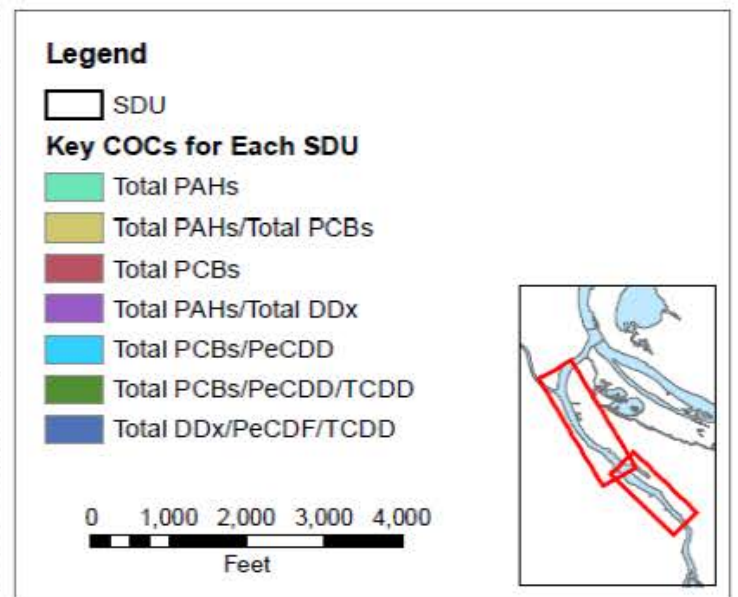 Legend
SDU
Key COCs for Each SDU
Total PAHs
Total PAHs/Total PCBs
Total PCBs
Total PAHs/Total DDx
Total PCBs/PeCDD
Total PCBs/PeCDD/TCDD
Total DDx/PeCDF/TCDD
0 1,000 2,000 3,000 4,000
Feet